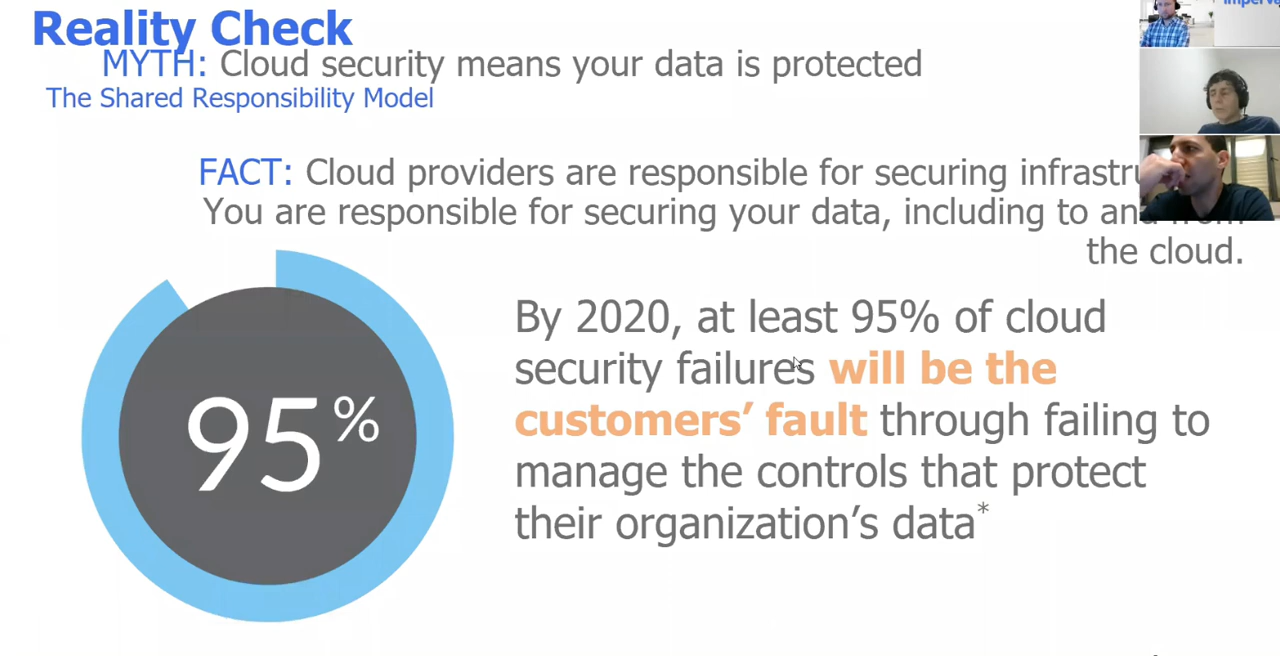 Reality Check
MYTH: Cloud security means your data is protected
The Shared Responsibility Model
FACT: Cloud providers are responsible for securing
You are responsible for securing your data, including to
the cloud.
By 2020, at least 95% of cloud
security failures will be the
customers’ fault through failing to
manage the controls that protect
their organization’s data*
95%